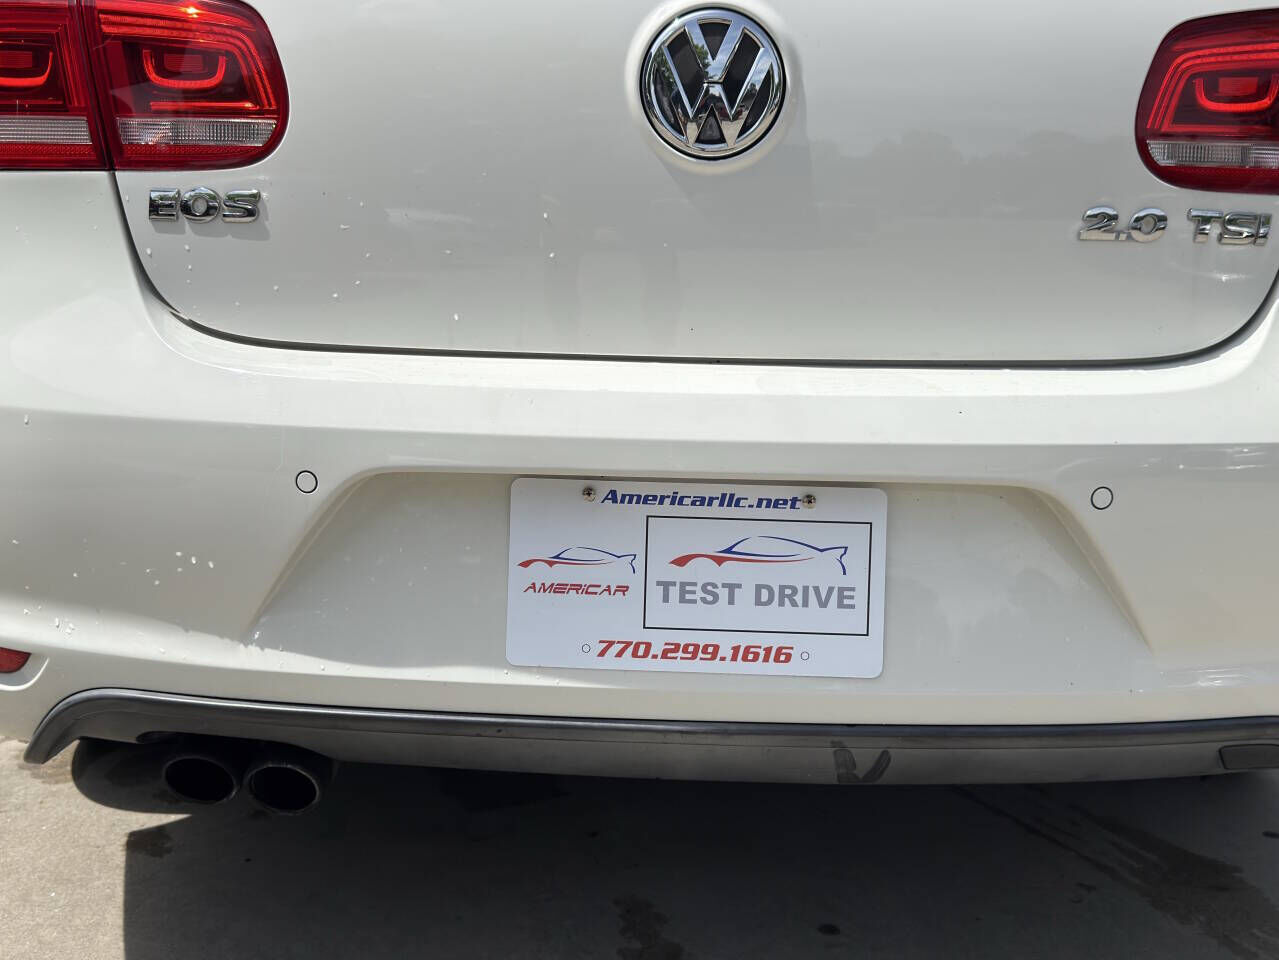 EOS
2.0 TSI
Americarllc.net
AMERICAR
TEST DRIVE
770.299.1616